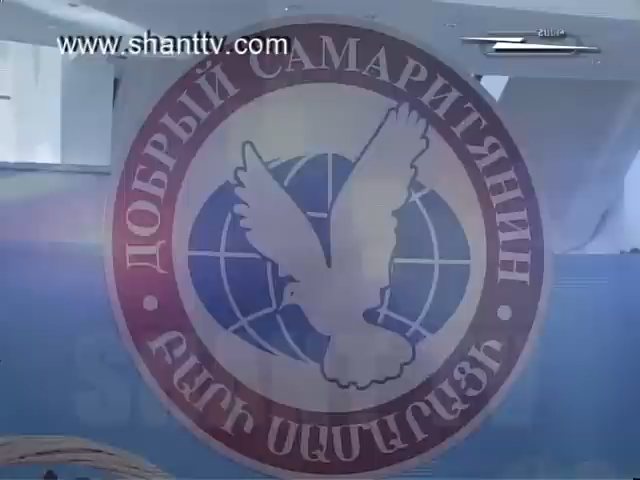 www.shanttv.com
ДОБРЫЙ САМАРИТЯНИН
ԲԱՐԻ ՍԱՄԱՐԱՑԻ